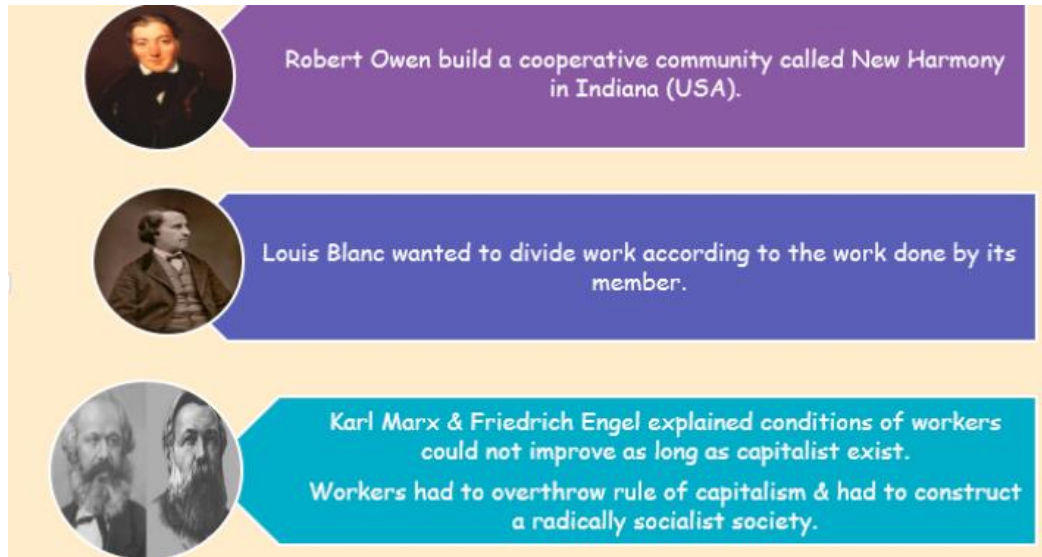 Robert Owen build a cooperative community called New Harmony
in Indiana (USA).
Louis Blanc wanted to divide work according to the work done by its
member.
Karl Marx & Friedrich Engel explained conditions of workers
could not improve as long as capitalist exist.
Workers had to overthrow rule of capitalism & had to construct
a radically socialist society.